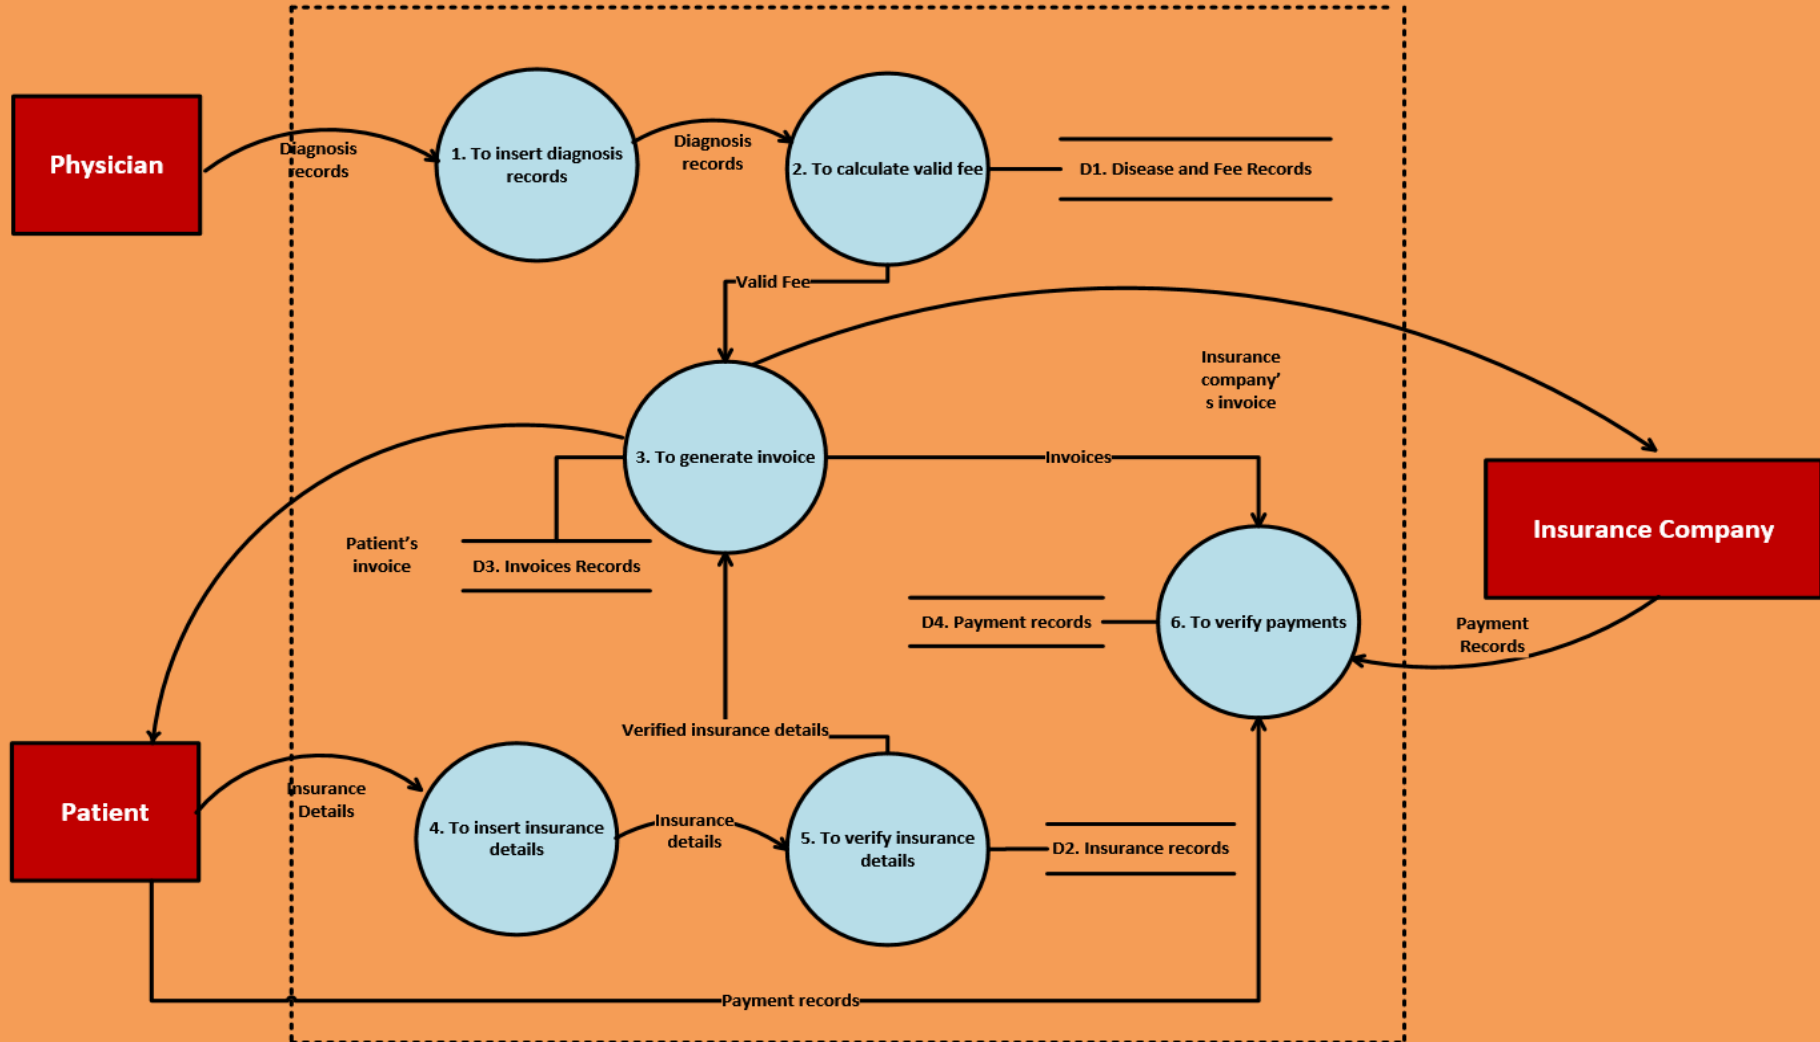 Physician
Diagnosis
records
1. To insert diagnosis
records
Diagnosis
records
2. To calculate valid fee
D1. Disease and Fee Records
Valid Fee
Insurance
company’
s invoice
3. To generate invoice
Invoices
Insurance Company
Patient’s
invoice
D3. Invoices Records
D4. Payment records
6. To verify payments
Payment
Records
Verified insurance details
Patient
Insurance
Details
4. To insert insurance
details
Insurance
details
5. To verify insurance
details
D2. Insurance records
Payment records